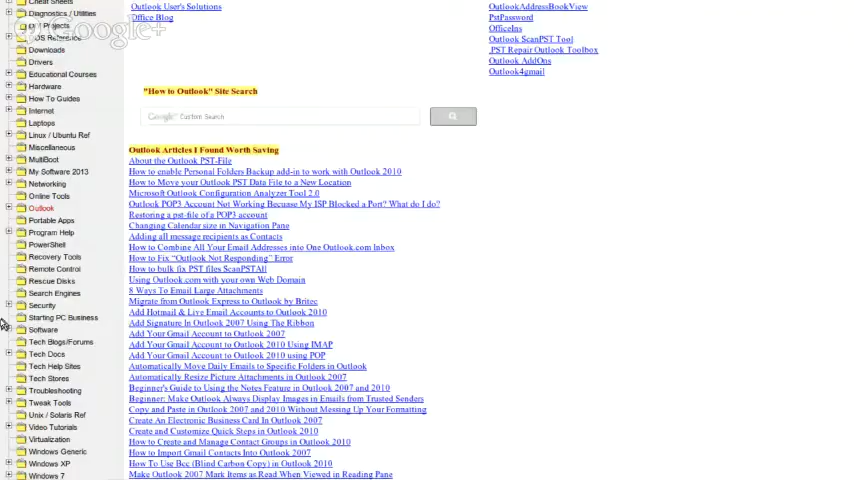 Cheat Sheets
Diagnostics / Utilities
DIY Projects
DOS Reference
Google+
Downloads
Drivers
Educational Courses
Hardware
How To Guides
Internet
Laptops
Linux / Ubuntu Ref
Miscellaneous
MultiBoot
My Software 2013
Networking
Online Tools
Outlook
Portable Apps
Program Help
PowerShell
Recovery Tools
Remote Control
Rescue Disks
Search Engines
Security
Starting PC Business
Software
Tech Blogs/Forums
Tech Docs
Tech Help Sites
Tech Stores
Troubleshooting
Tweak Tools
Unix / Solaris Ref
Video Tutorials
Virtualization
Windows Generic
Windows XP
Windows 7
Outlook User's Solutions
Office Blog
OutlookAddressBookView
PstPassword
OfficeIns
Outlook ScanPST Tool
.PST Repair Outlook Toolbox
Outlook AddOns
Outlook4gmail
"How to Outlook" Site Search
Google™ Custom Search
Outlook Articles I Found Worth Saving
About the Outlook PST-File
How to enable Personal Folders Backup add-in to work with Outlook 2010
How to Move your Outlook PST Data File to a New Location
Microsoft Outlook Configuration Analyzer Tool 2.0
Outlook POP3 Account Not Working Becuase My ISP Blocked a Port? What do I do?
Restoring a pst-file of a POP3 account
Changing Calendar size in Navigation Pane
Adding all message recipients as Contacts
How to Combine All Your Email Addresses into One Outlook.com Inbox
How to Fix “Outlook Not Responding” Error
How to bulk fix PST files ScanPSTAll
Using Outlook.com with your own Web Domain
8 Ways To Email Large Attachments
Migrate from Outlook Express to Outlook by Britec
Add Hotmail & Live Email Accounts to Outlook 2010
Add Signature In Outlook 2007 Using The Ribbon
Add Your Gmail Account to Outlook 2007
Add Your Gmail Account to Outlook 2010 Using IMAP
Add Your Gmail Account to Outlook 2010 using POP
Automatically Move Daily Emails to Specific Folders in Outlook
Automatically Resize Picture Attachments in Outlook 2007
Beginner's Guide to Using the Notes Feature in Outlook 2007 and 2010
Beginner: Make Outlook Always Display Images in Emails from Trusted Senders
Copy and Paste in Outlook 2007 and 2010 Without Messing Up Your Formatting
Create An Electronic Business Card In Outlook 2007
Create and Customize Quick Steps in Outlook 2010
How to Create and Manage Contact Groups in Outlook 2010
How to Import Gmail Contacts Into Outlook 2007
How To Use Bcc (Blind Carbon Copy) in Outlook 2010
Make Outlook 2007 Mark Items as Read When Viewed in Reading Pane